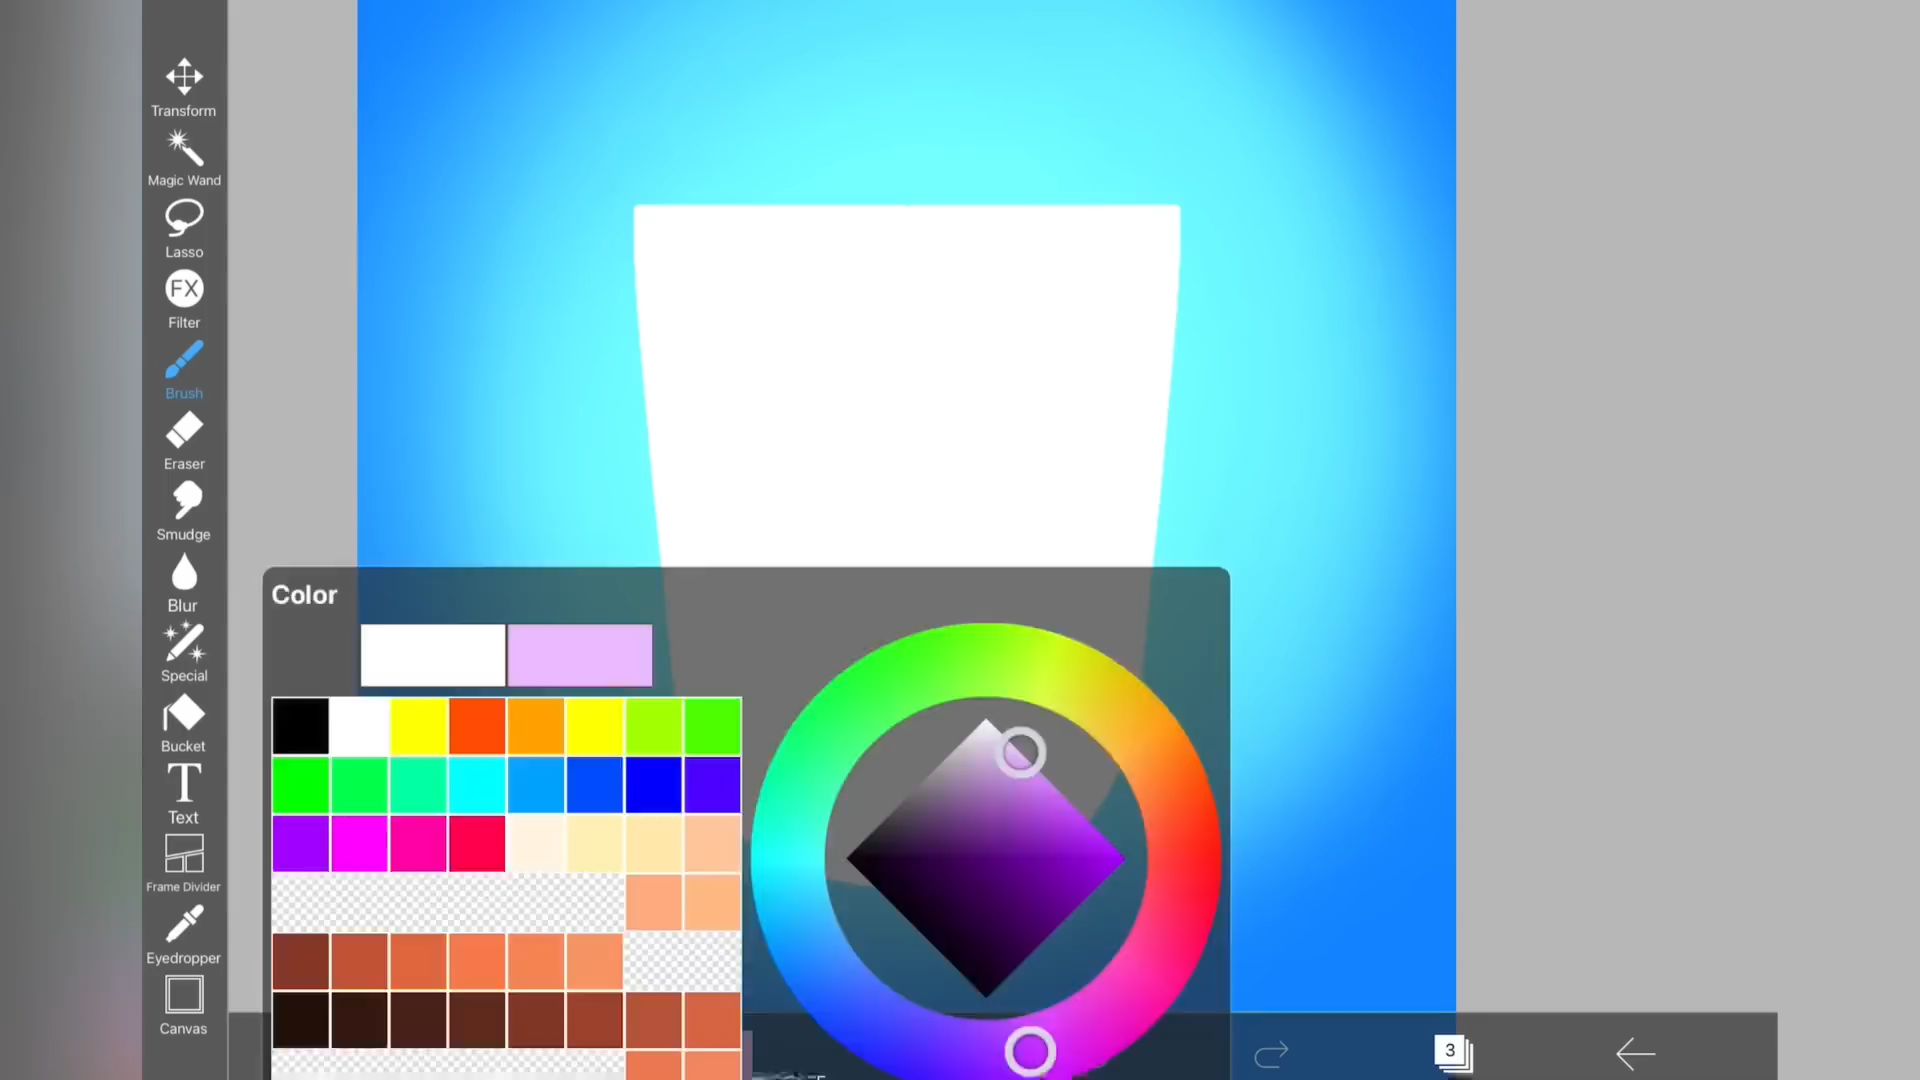 Transform
Magic Wand
Lasso
FX
Filter
Brush
Eraser
Smudge
Blur
Special
Bucket
T
Text
Frame Divider
Eyedropper
Canvas
Color
3